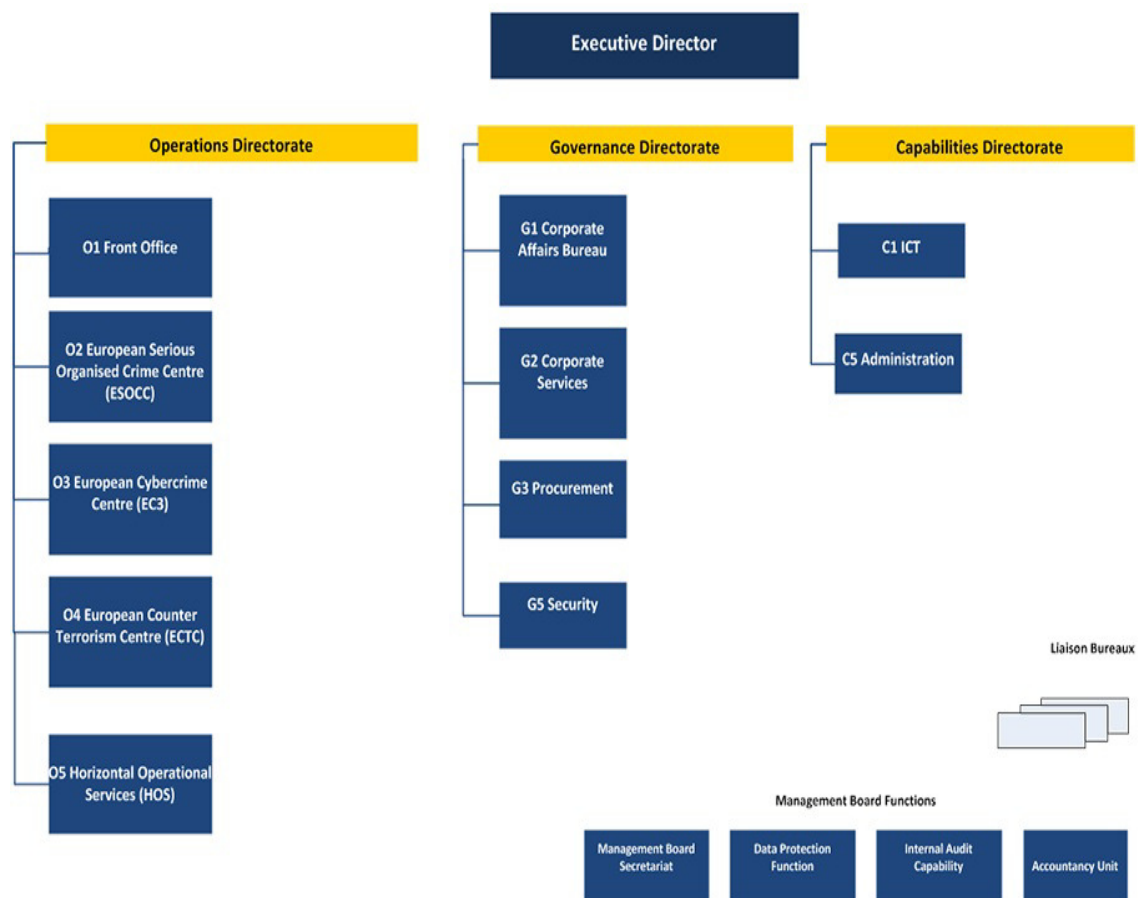 Executive Director
Operations Directorate
O1 Front Office
O2 European Serious
Organised Crime Centre
(ESOCC)
O3 European Cybercrime
Centre (EC3)
O4 European Counter
Terrorism Centre (ECTC)
O5 Horizontal Operational
Services (HOS)
Governance Directorate
G1 Corporate
Affairs Bureau
G2 Corporate
Services
G3 Procurement
G5 Security
Capabilities Directorate
C1 ICT
C5 Administration
Liaison Bureaux
Management Board Functions
Management Board
Secretariat
Data Protection
Function
Internal Audit
Capability
Accountancy Unit